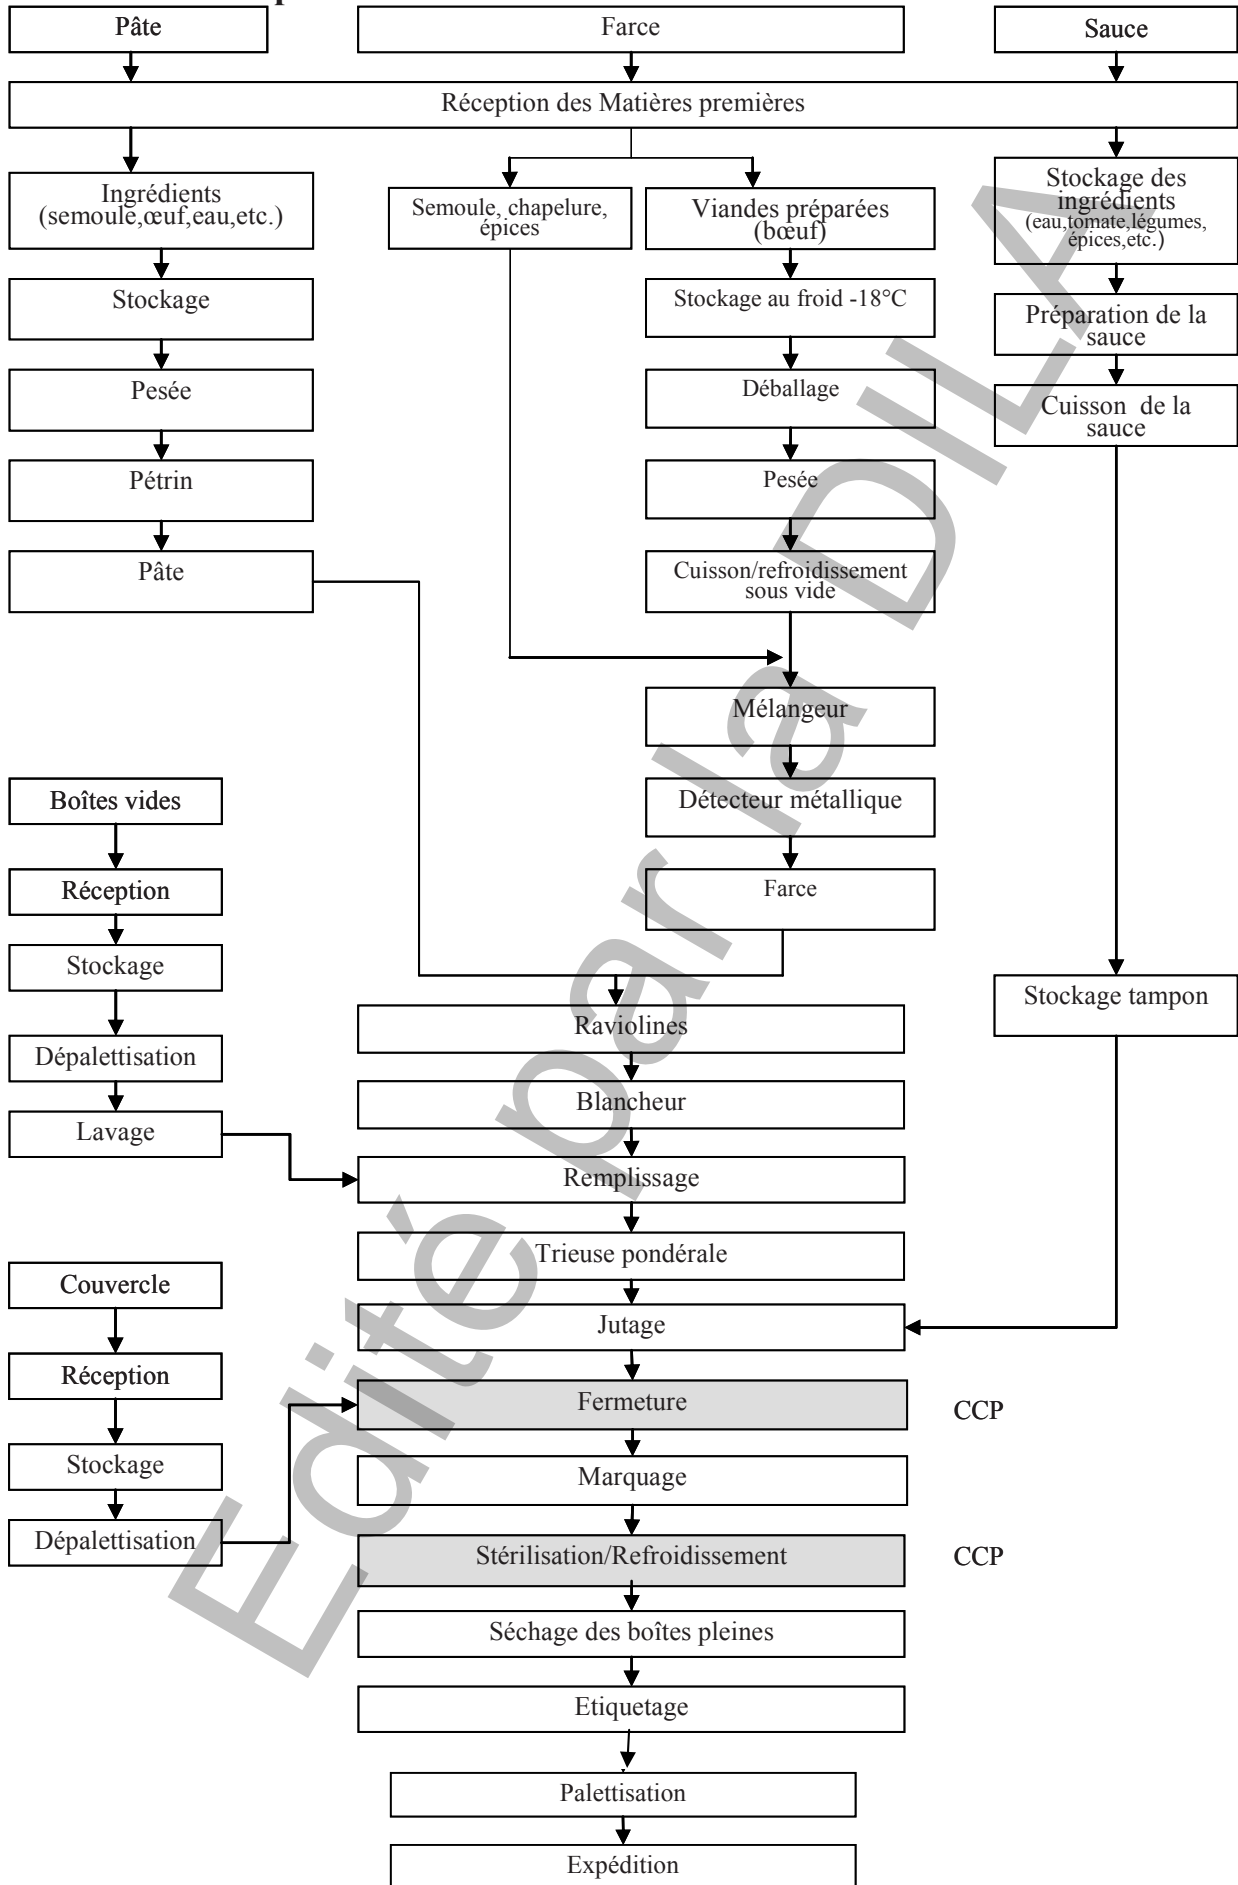 Pâte
Farce
Sauce
Réception des Matières premières
Ingrédients
(semoule,œuf,eau,etc.)
Stockage
Pesée
Pétrin
Pâte
Semoule, chapelure,
épices
Viandes préparées
(bœuf)
Stockage au froid -18°C
Déballage
Pesée
Cuisson/refroidissement
sous vide
Mélangeur
Détecteur métallique
Farce
Stockage des
ingrédients
(eau,tomate,légumes,
épices,etc.)
Préparation de la
sauce
Cuisson de la
sauce
Stockage tampon
Boîtes vides
Réception
Stockage
Dépalettisation
Lavage
Couvercle
Réception
Stockage
Dépalettisation
Raviolines
Blancheur
Remplissage
Trieuse pondérale
Jutage
Fermeture
CCP
Marquage
Stérilisation/Refroidissement
CCP
Séchage des boîtes pleines
Etiquetage
Palettisation
Expédition
Edité par la DILA